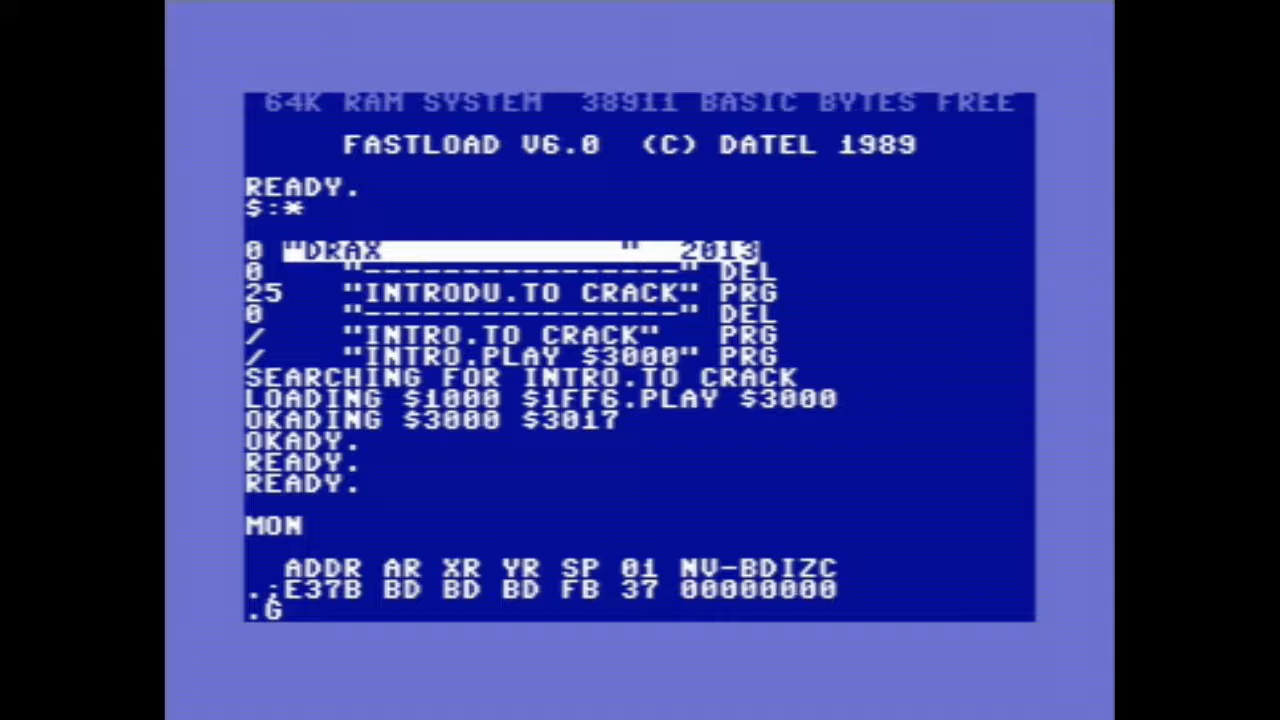 64K RAM SYSTEM  38911 BASIC BYTES FREE
FASTLOAD V6.0  (C) DATEL 1989
READY.
$:*
0 "DRAX            "  2013
0    "----------------" DEL
25   "INTRODU.TO CRACK" PRG
0    "----------------" DEL
/    "INTRO.TO CRACK"   PRG
/    "INTRO.PLAY $3000" PRG
SEARCHING FOR INTRO.TO CRACK
LOADING $1000 $1FF6.PLAY $3000
OKADING $3000 $3017
OKADY.
READY.
READY.
MON
ADDR AR XR YR SP 01 NV-BDIZC
.;E37B BD BD BD FB 37 00000000
.G